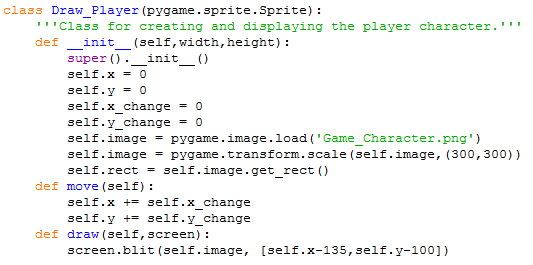 class Draw_Player(pygame.sprite.Sprite):
    '''Class for creating and displaying the player character.'''
    def __init__(self,width,height):
        super().__init__()
        self.x = 0
        self.y = 0
        self.x_change = 0
        self.y_change = 0
        self.image = pygame.image.load('Game_Character.png')
        self.image = pygame.transform.scale(self.image,(300,300))
        self.rect = self.image.get_rect()
    def move(self):
        self.x += self.x_change
        self.y += self.y_change
    def draw(self,screen):
        screen.blit(self.image, [self.x-135,self.y-100])